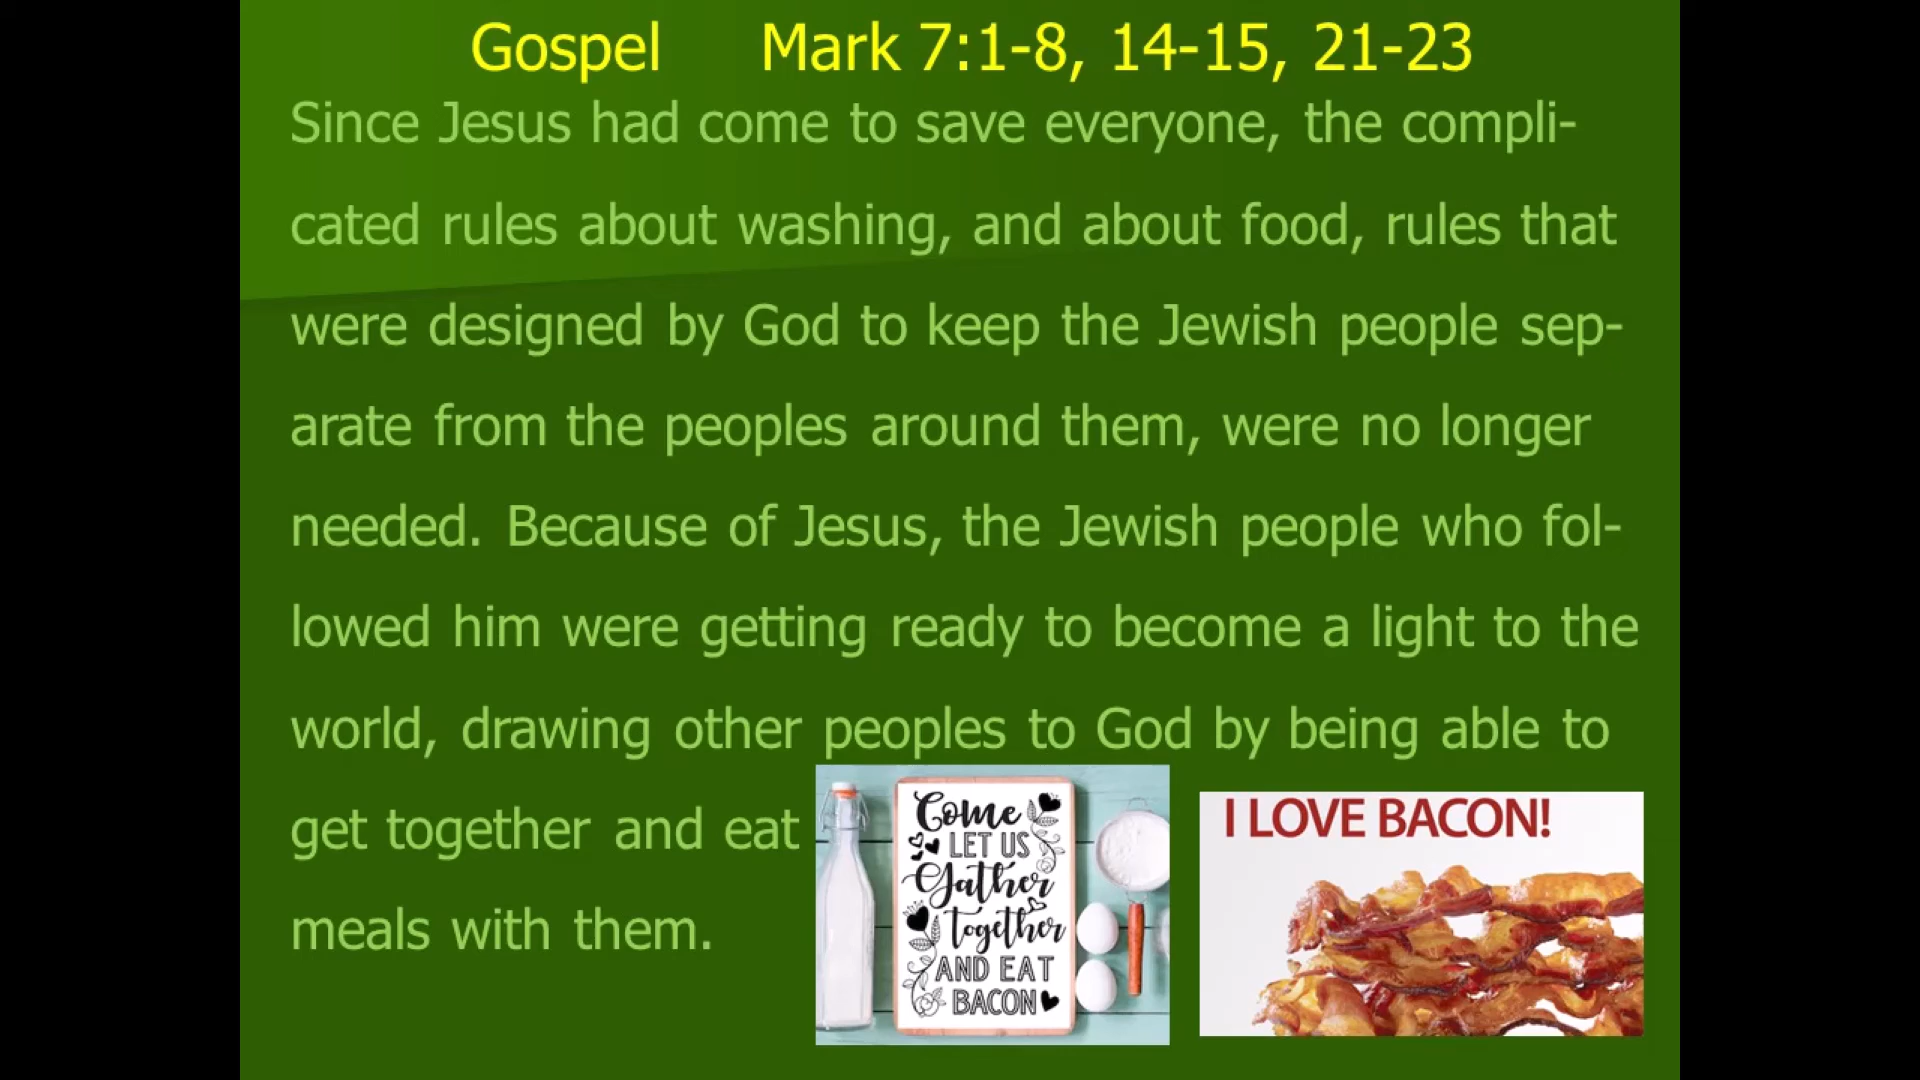 Gospel Mark 7:1-8, 14-15, 21-23
Since Jesus had come to save everyone, the compli-
cated rules about washing, and about food, rules that
were designed by God to keep the Jewish people sep-
arate from the peoples around them, were no longer
needed. Because of Jesus, the Jewish people who fol-
lowed him were getting ready to become a light to the
world, drawing other peoples to God by being able to
get together and eat
meals with them.
Come
LET US
Gather
together
AND EAT
BACON
I LOVE BACON!